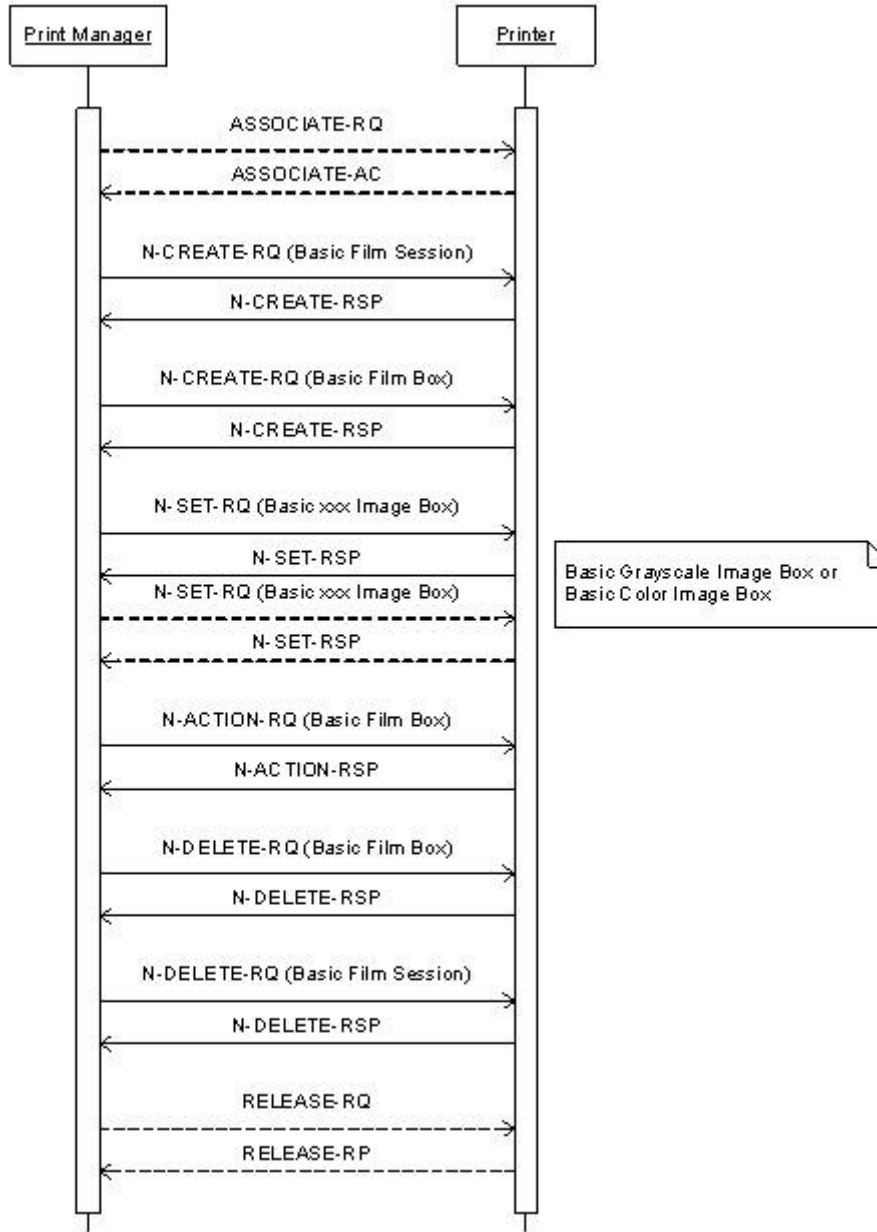 Print Manager
Printer
ASSOCIATE-RQ
ASSOCIATE-AC
N-CREATE-RQ (Basic Film Session)
N-CREATE-RSP
N-CREATE-RQ (Basic Film Box)
N-CREATE-RSP
N-SET-RQ (Basic xxx Image Box)
N-SET-RSP
Basic Grayscale Image Box or
Basic Color Image Box
N-SET-RQ (Basic xxx Image Box)
N-SET-RSP
N-ACTION-RQ (Basic Film Box)
N-ACTION-RSP
N-DELETE-RQ (Basic Film Box)
N-DELETE-RSP
N-DELETE-RQ (Basic Film Session)
N-DELETE-RSP
RELEASE-RQ
RELEASE-RP